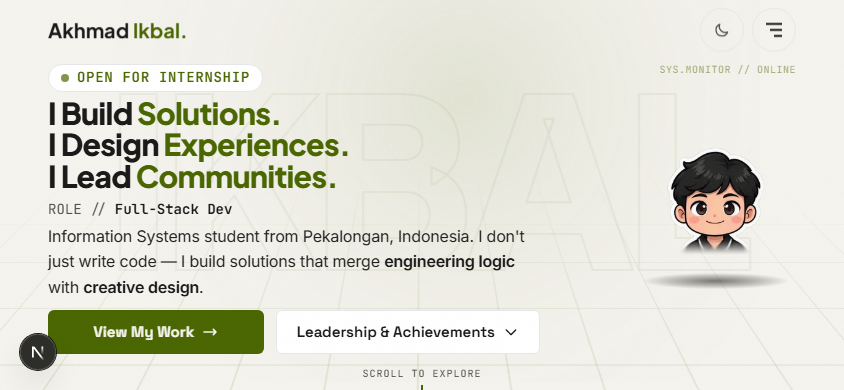 Akhmad Ikbal.
SYS.MONITOR // ONLINE
OPEN FOR INTERNSHIP
IKBAL
I Build Solutions.
I Design Experiences.
I Lead Communities.
ROLE // Full-Stack Dev
Information Systems student from Pekalongan, Indonesia. I don't
just write code — I build solutions that merge engineering logic
with creative design.
View My Work →
Leadership & Achievements
N
SCROLL TO EXPLORE